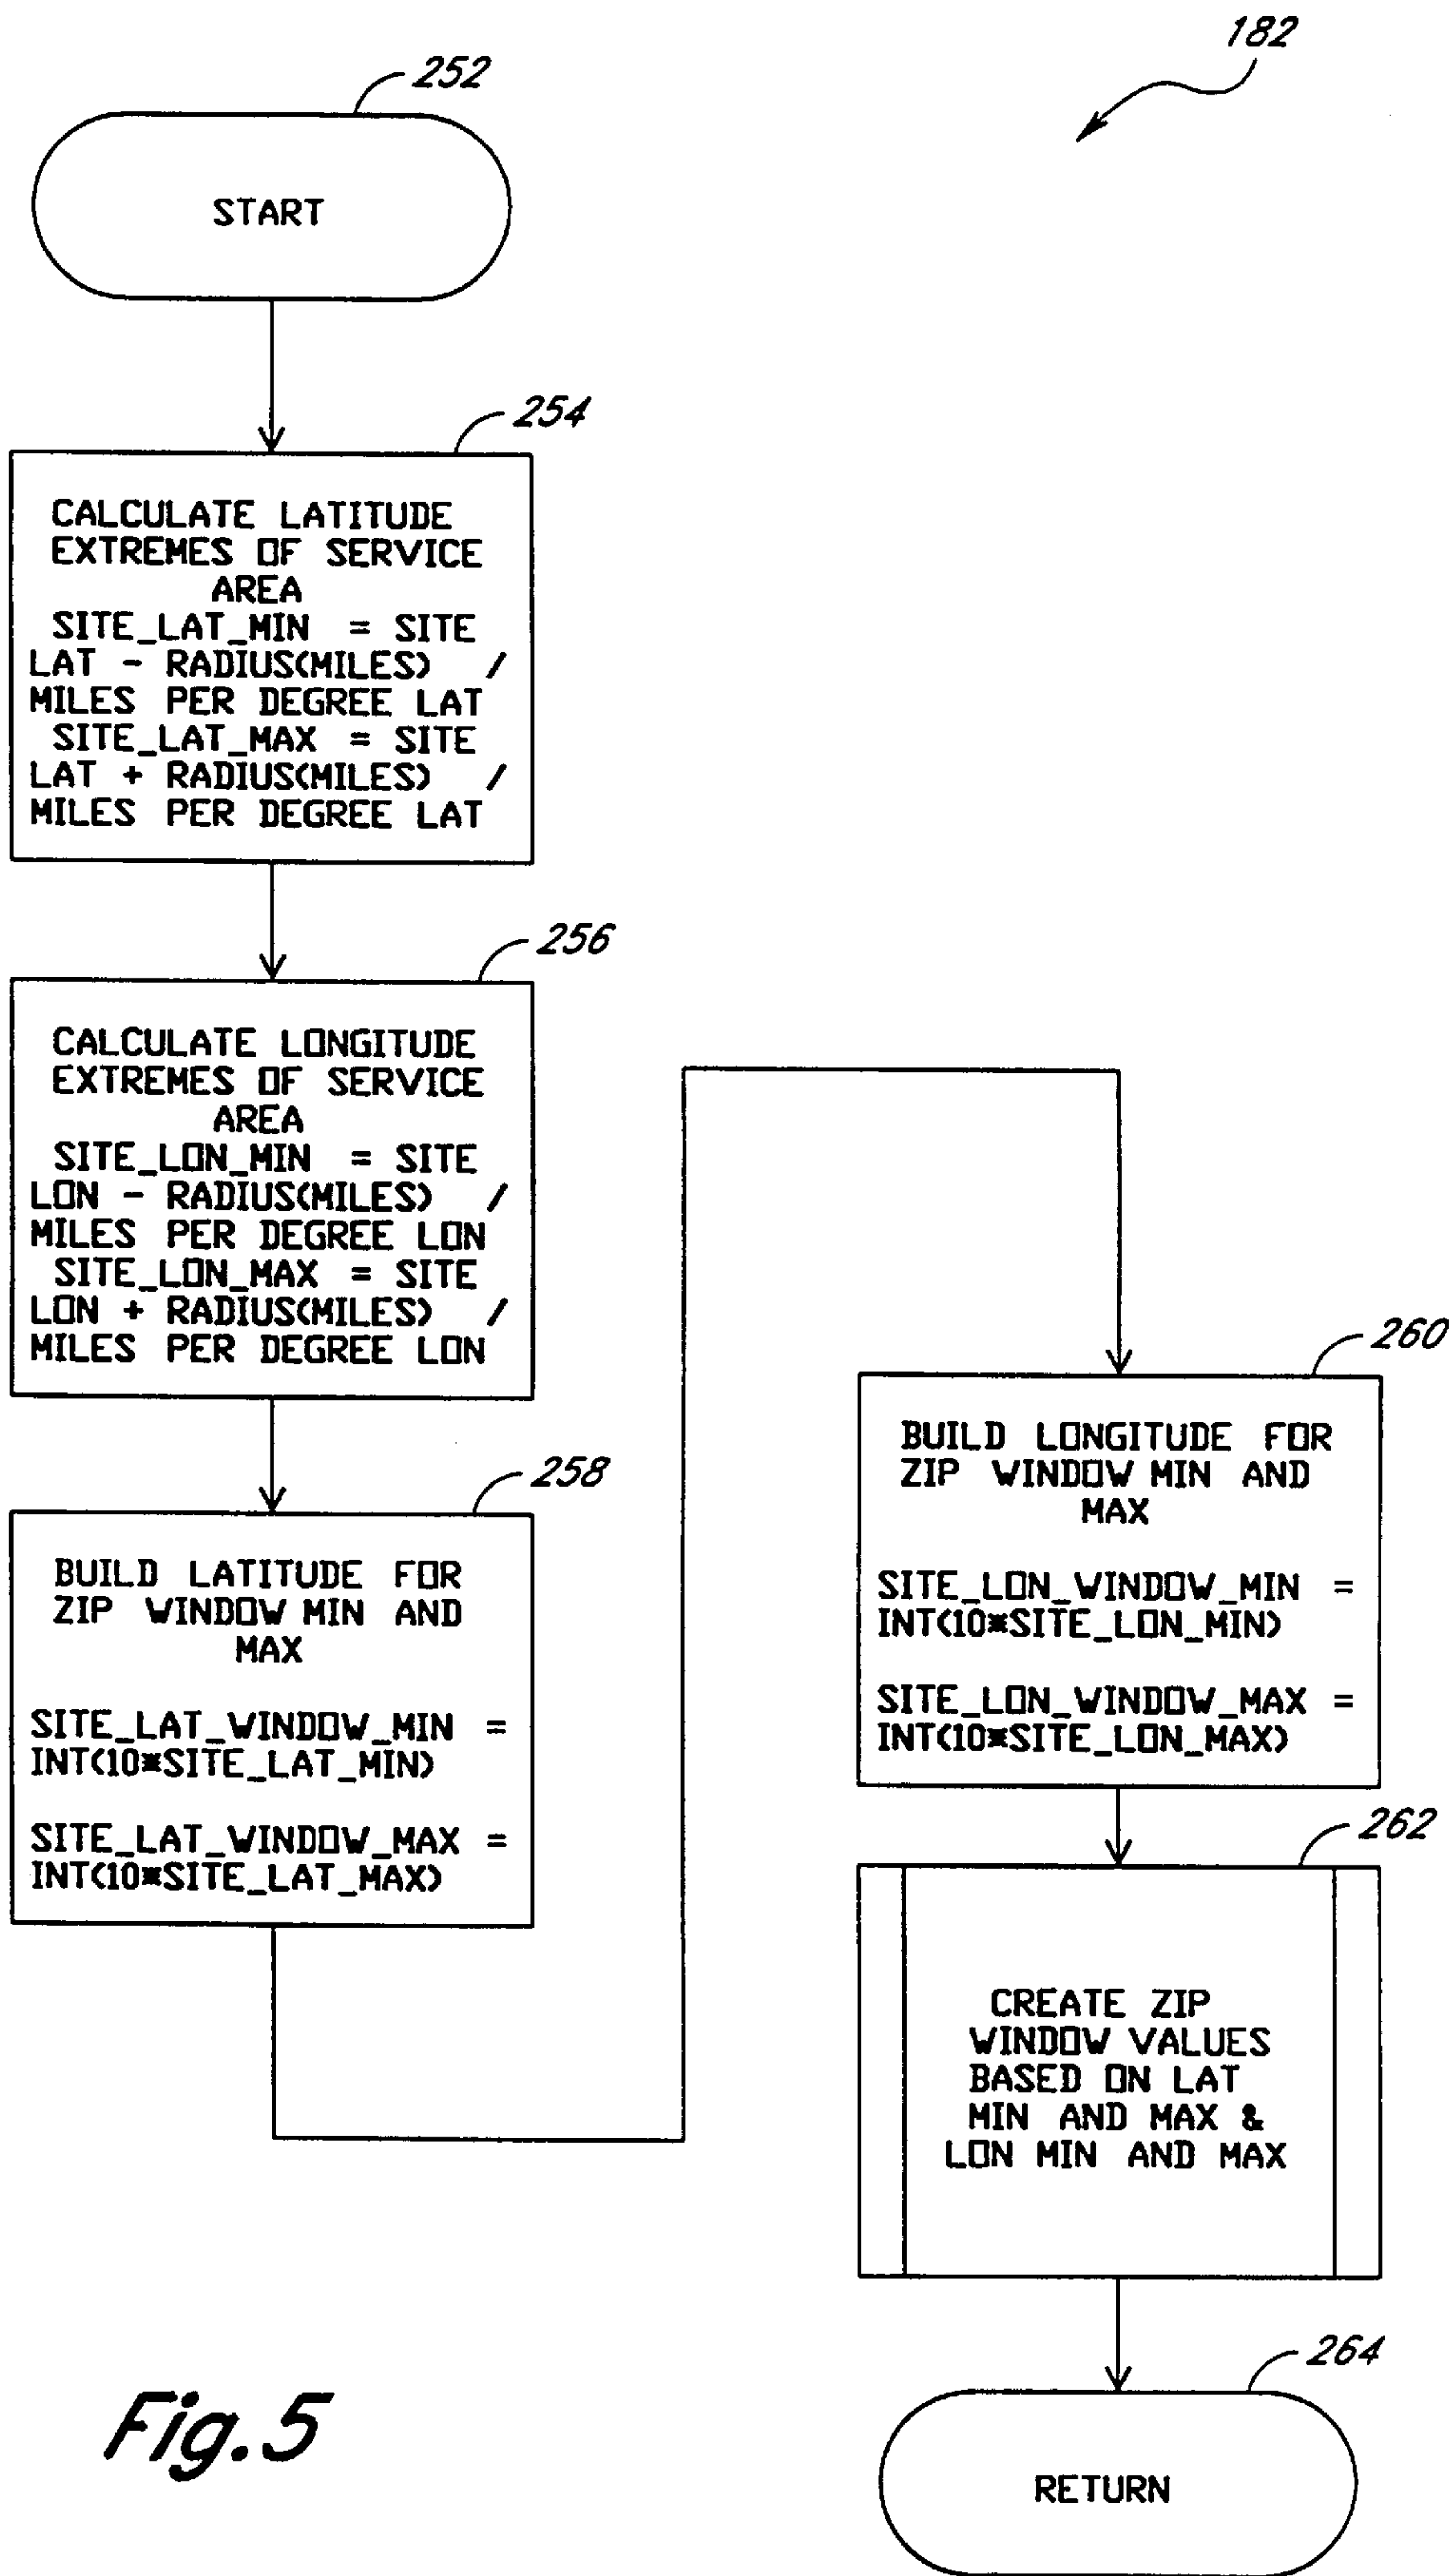 182
252
START
254
CALCULATE LATITUDE
EXTREMES OF SERVICE
AREA
SITE_LAT_MIN = SITE
LAT - RADIUS(MILES) /
MILES PER DEGREE LAT
SITE_LAT_MAX = SITE
LAT + RADIUS(MILES) /
MILES PER DEGREE LAT
256
CALCULATE LONGITUDE
EXTREMES OF SERVICE
AREA
SITE_LON_MIN = SITE
LON - RADIUS(MILES) /
MILES PER DEGREE LON
SITE_LON_MAX = SITE
LON + RADIUS(MILES) /
MILES PER DEGREE LON
258
BUILD LATITUDE FOR
ZIP WINDOW MIN AND
MAX
SITE_LAT_WINDOW_MIN =
INT(10*SITE_LAT_MIN)
SITE_LAT_WINDOW_MAX =
INT(10*SITE_LAT_MAX)
260
BUILD LONGITUDE FOR
ZIP WINDOW MIN AND
MAX
SITE_LON_WINDOW_MIN =
INT(10*SITE_LON_MIN)
SITE_LON_WINDOW_MAX =
INT(10*SITE_LON_MAX)
262
CREATE ZIP
WINDOW VALUES
BASED ON LAT
MIN AND MAX &
LON MIN AND MAX
264
RETURN
Fig.5